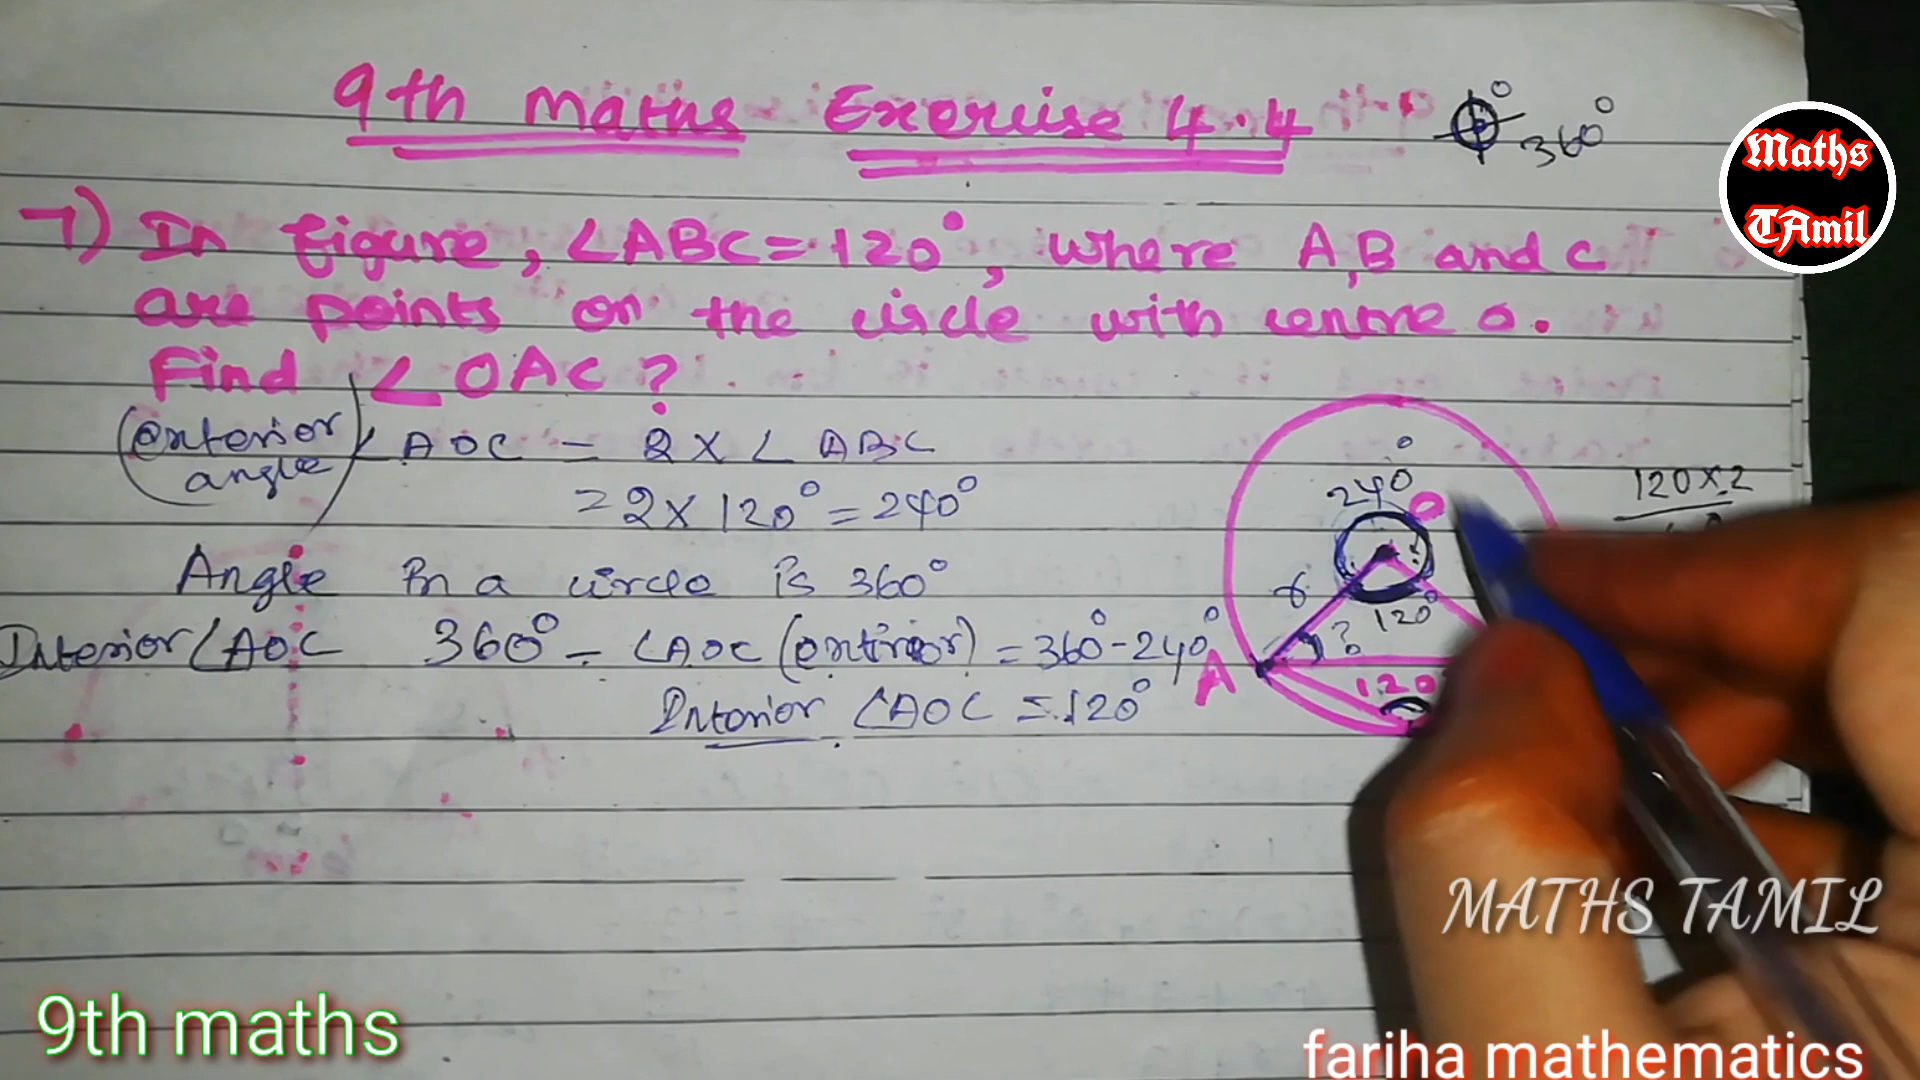 9th maths Exercise 4.4
360°
Maths
TAmil
7) In figure, ∠ABC = 120°, where A, B and C
are points on the circle with centre O.
Find ∠OAC?
(exterior angle) ∠AOC = 2 × ∠ABC
= 2 × 120° = 240°
Angle in a circle is 360°
Interior ∠AOC 360° - ∠AOC (exterior) = 360° - 240°
Interior ∠AOC = 120°
240°
O
120°
?
A
120
120 × 2
MATHS TAMIL
9th maths
fariha mathematics